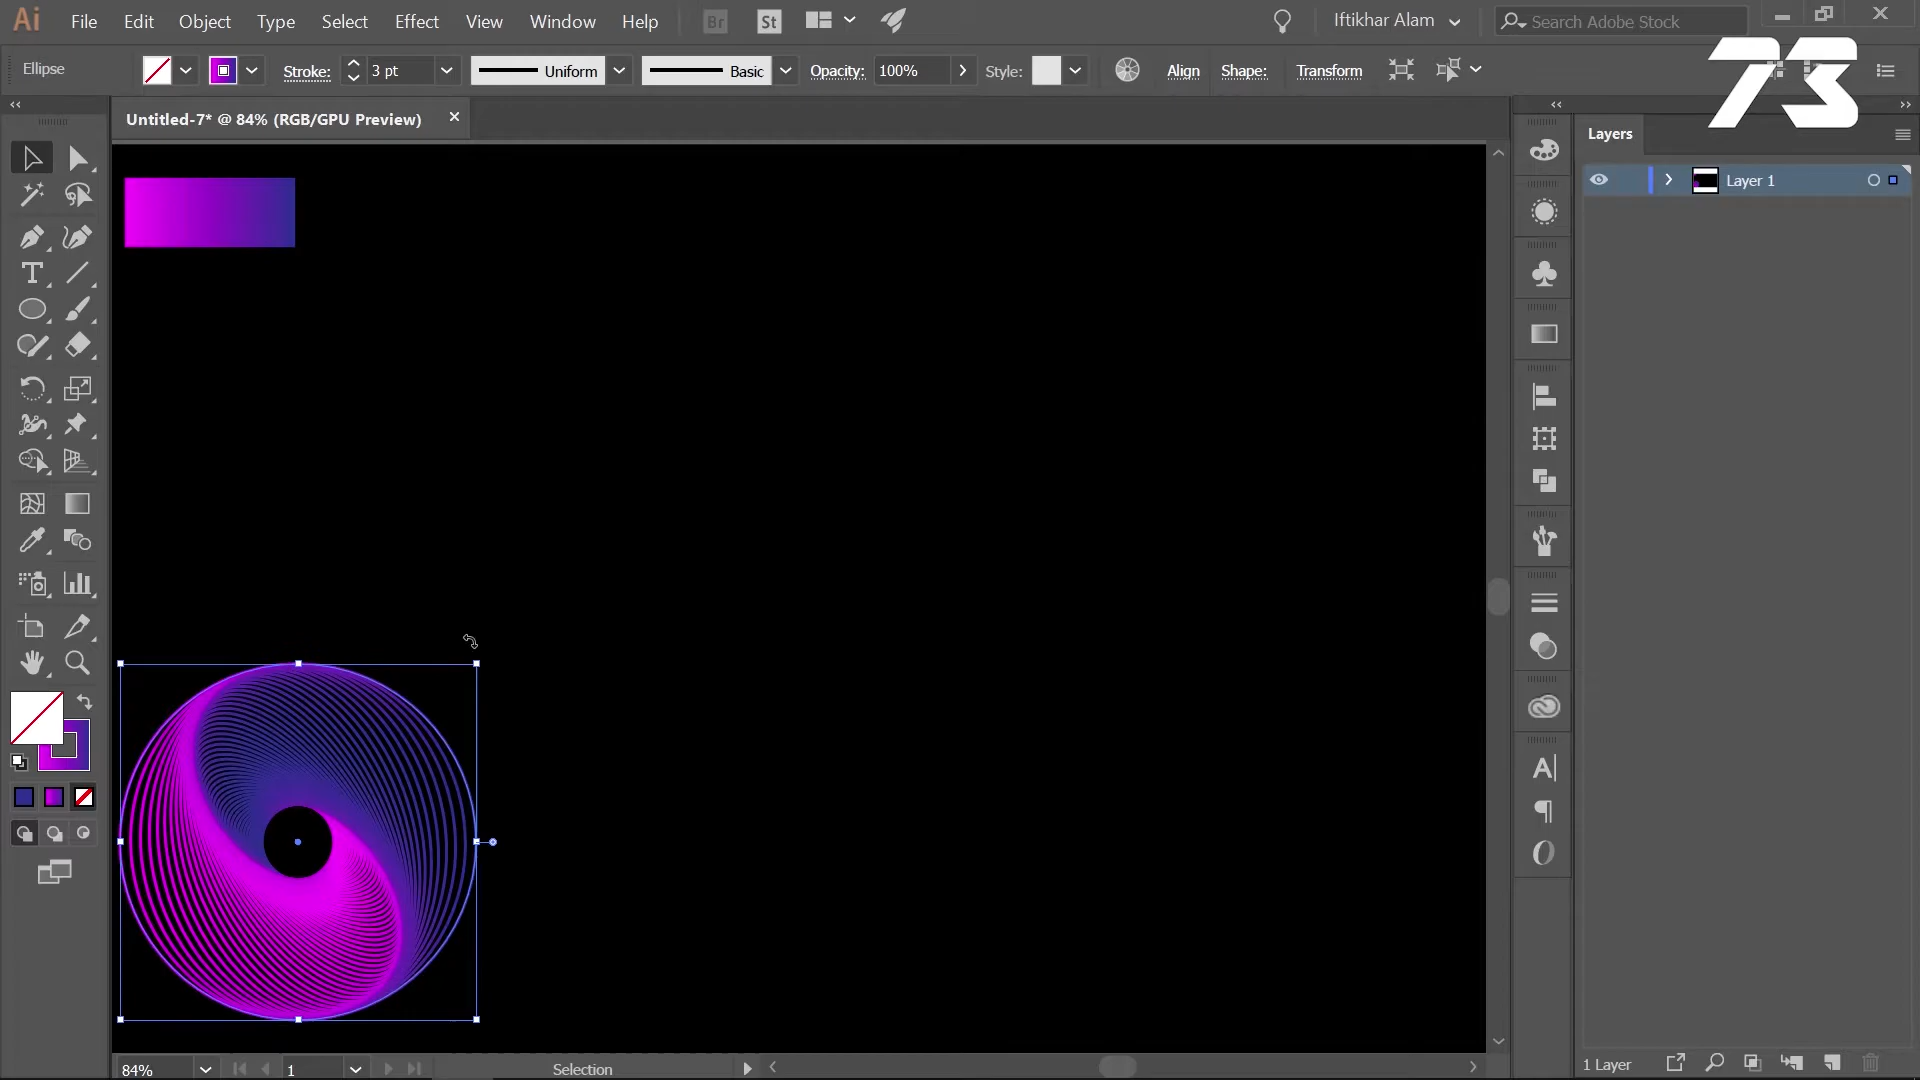 Ai File Edit Object Type Select Effect View Window Help Br St Iftikhar Alam Search Adobe Stock
Ellipse Stroke: 3 pt Uniform Basic Opacity: 100% Style: Align Shape: Transform
73
Untitled-7* @ 84% (RGB/GPU Preview)
Layers
Layer 1
84% 1 Selection
1 Layer